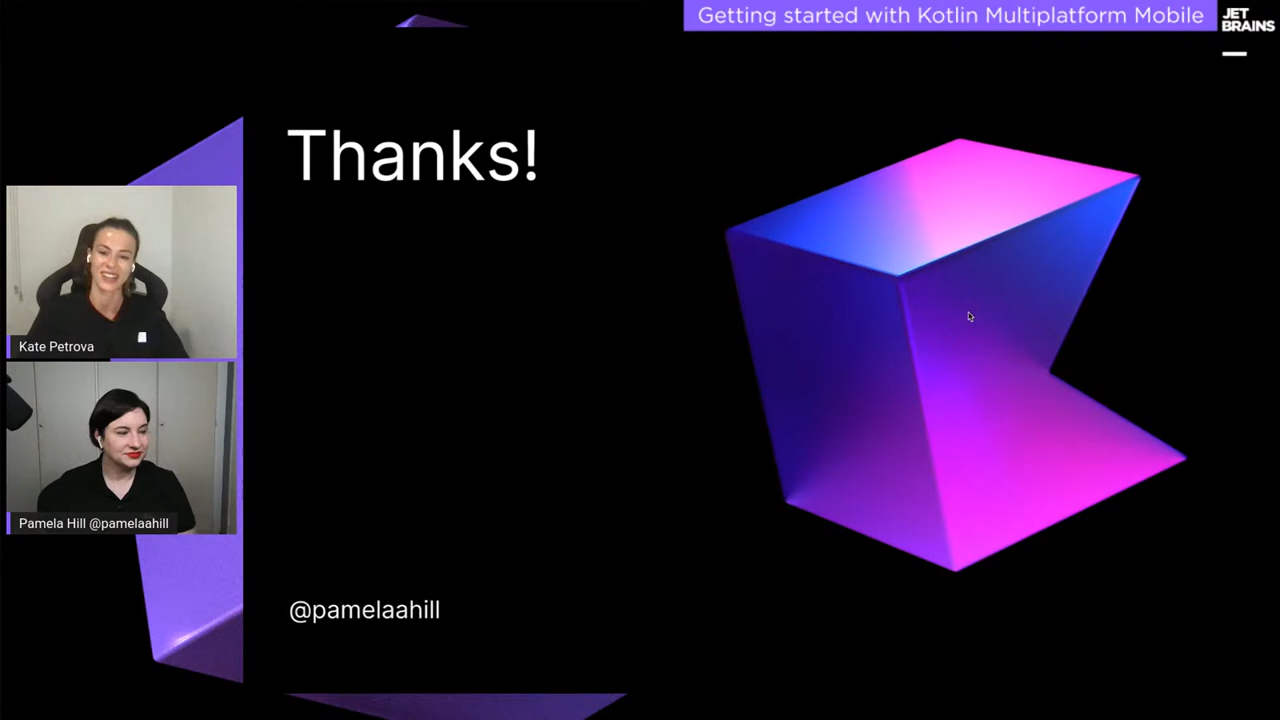 Getting started with Kotlin Multiplatform Mobile
JET
BRAINS
Thanks!
Kate Petrova
Pamela Hill @pamelaahill
@pamelaahill